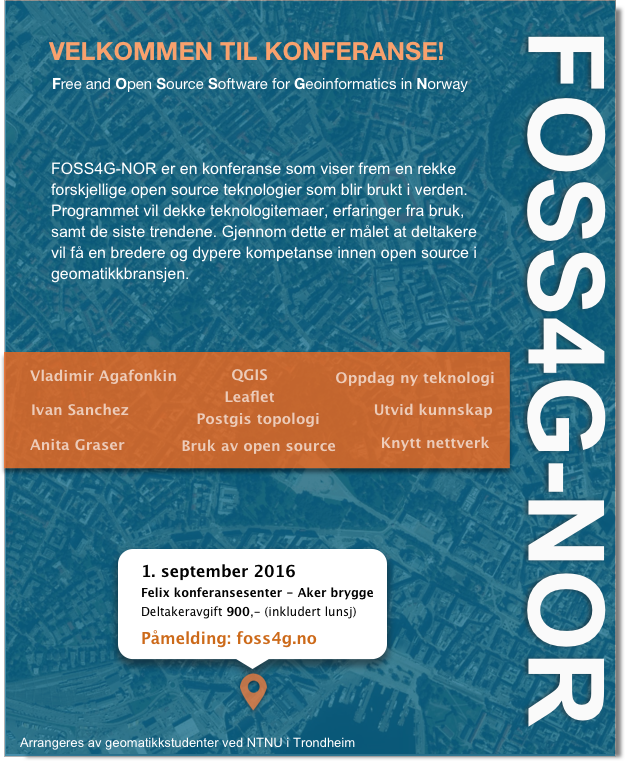 VELKOMMEN TIL KONFERANSE!
Free and Open Source Software for Geoinformatics in Norway
FOSS4G-NOR er en konferanse som viser frem en rekke
forskjellige open source teknologier som blir brukt i verden.
Programmet vil dekke teknologitemaer, erfaringer fra bruk,
samt de siste trendene. Gjennom dette er målet at deltakere
vil få en bredere og dypere kompetanse innen open source i
geomatikkbransjen.
Vladimir Agafonkin
Ivan Sanchez
Anita Graser
QGIS
Leaflet
Postgis topologi
Bruk av open source
Oppdag ny teknologi
Utvid kunnskap
Knytt nettverk
1. september 2016
Felix konferansesenter - Aker brygge
Deltakeravgift 900,- (inkludert lunsj)
Påmelding: foss4g.no
Arrangeres av geomatikkstudenter ved NTNU i Trondheim
FOSS4G-NOR